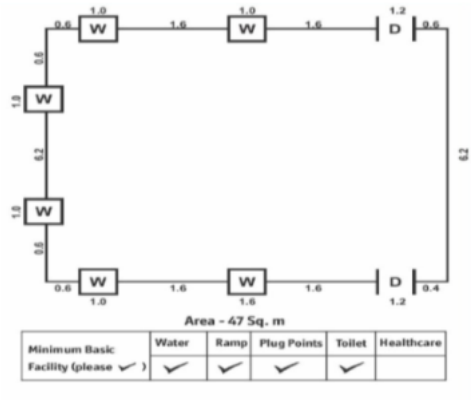 1.0 1.0 1.2
0.6 W 1.6 W 1.6 D 0.6
0.6
1.0 W
6.2 6.2
1.0 W
0.6
0.6 W 1.6 W 1.6 D 0.4
1.0 1.6 1.2
Area - 47 Sq. m
Minimum Basic Water Ramp Plug Points Toilet Healthcare
Facility (please ✓ ) ✓ ✓ ✓ ✓